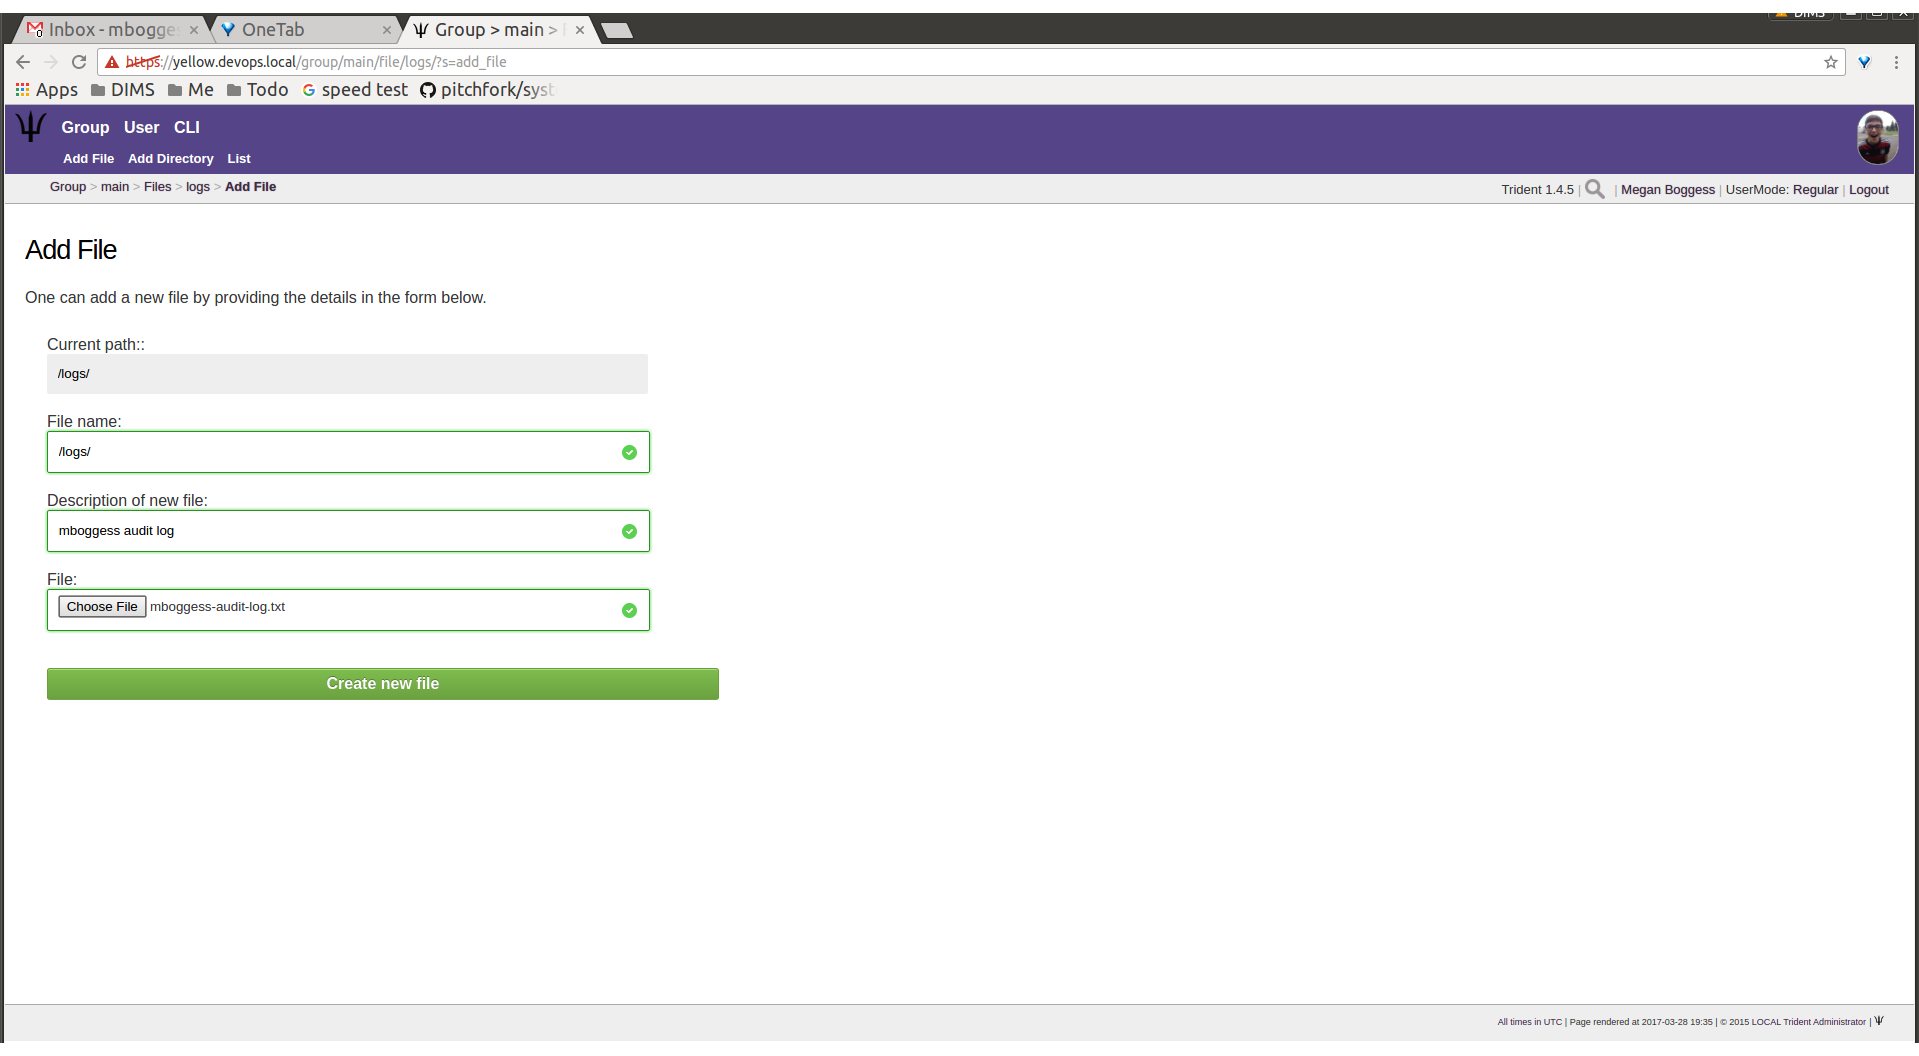 DIMS
Inbox - mbogge
OneTab
Group > main >
https://yellow.devops.local/group/main/file/logs/?s=add_file
Apps DIMS Me Todo speed test pitchfork/syst
Group User CLI
Add File Add Directory List
Group > main > Files > logs > Add File
Trident 1.4.5 | | Megan Boggess | UserMode: Regular | Logout
Add File
One can add a new file by providing the details in the form below.
Current path::
/logs/
File name:
/logs/
Description of new file:
mboggess audit log
File:
Choose File mboggess-audit-log.txt
Create new file
All times in UTC | Page rendered at 2017-03-28 19:35 | © 2015 LOCAL Trident Administrator |